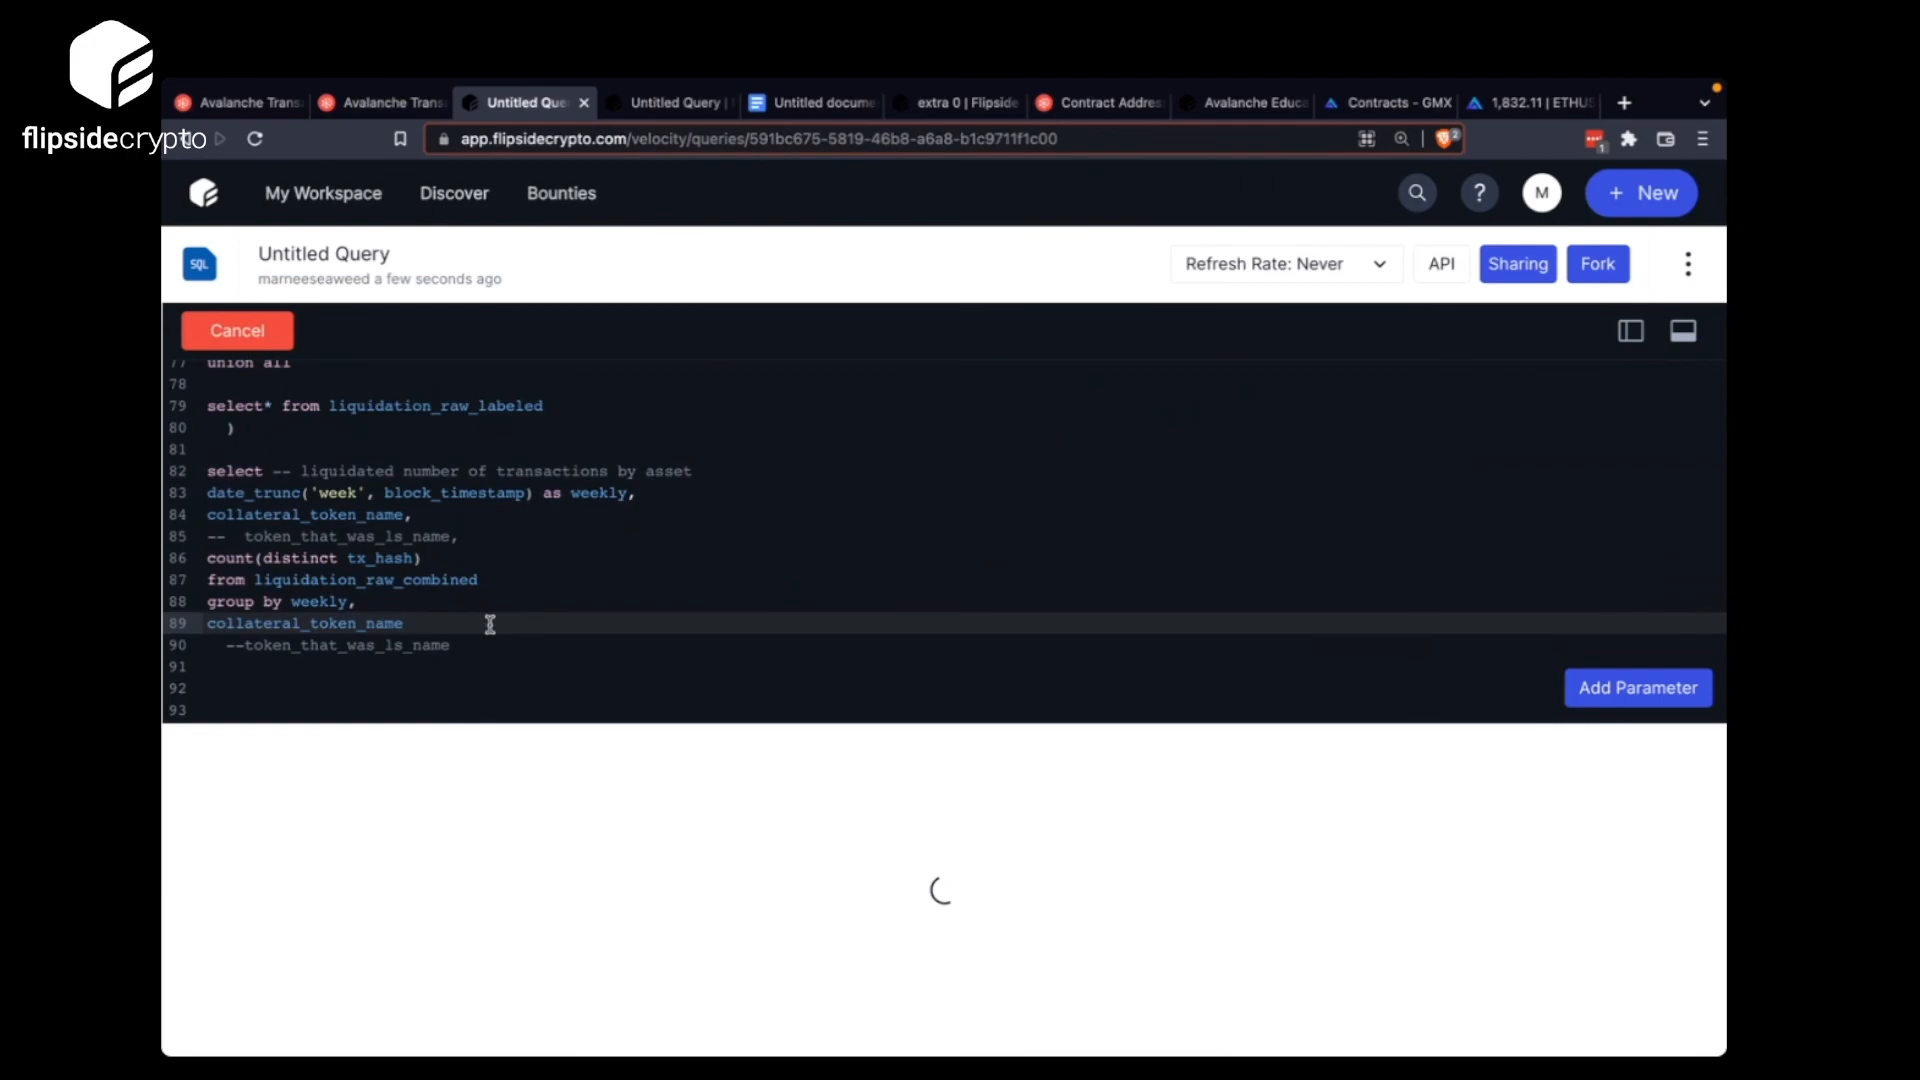 flipsidecrypto
Avalanche Trans
Avalanche Trans
Untitled Que
Untitled Query |
Untitled docume
extra 0 | Flipside
Contract Addres
Avalanche Educa
Contracts - GMX
1,832.11 | ETHUS
app.flipsidecrypto.com/velocity/queries/591bc675-5819-46b8-a6a8-b1c9711f1c00
2
1
My Workspace
Discover
Bounties
?
M
+ New
SQL
Untitled Query
marneeseaweed a few seconds ago
Refresh Rate: Never
API
Sharing
Fork
Cancel
77 union all
78
79 select* from liquidation_raw_labeled
80 )
81
82 select -- liquidated number of transactions by asset
83 date_trunc('week', block_timestamp) as weekly,
84 collateral_token_name,
85 -- token_that_was_ls_name,
86 count(distinct tx_hash)
87 from liquidation_raw_combined
88 group by weekly,
89 collateral_token_name
90 --token_that_was_ls_name
91
92
93
Add Parameter